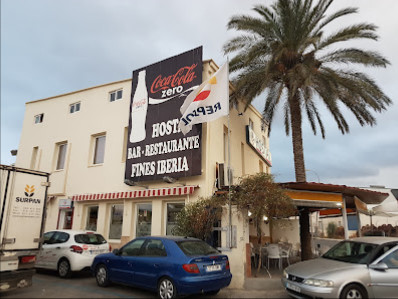 Coca-Cola
zero
HOSTAL
BAR-RESTAURANTE
FINES IBERIA
REPSOL
SURPAN